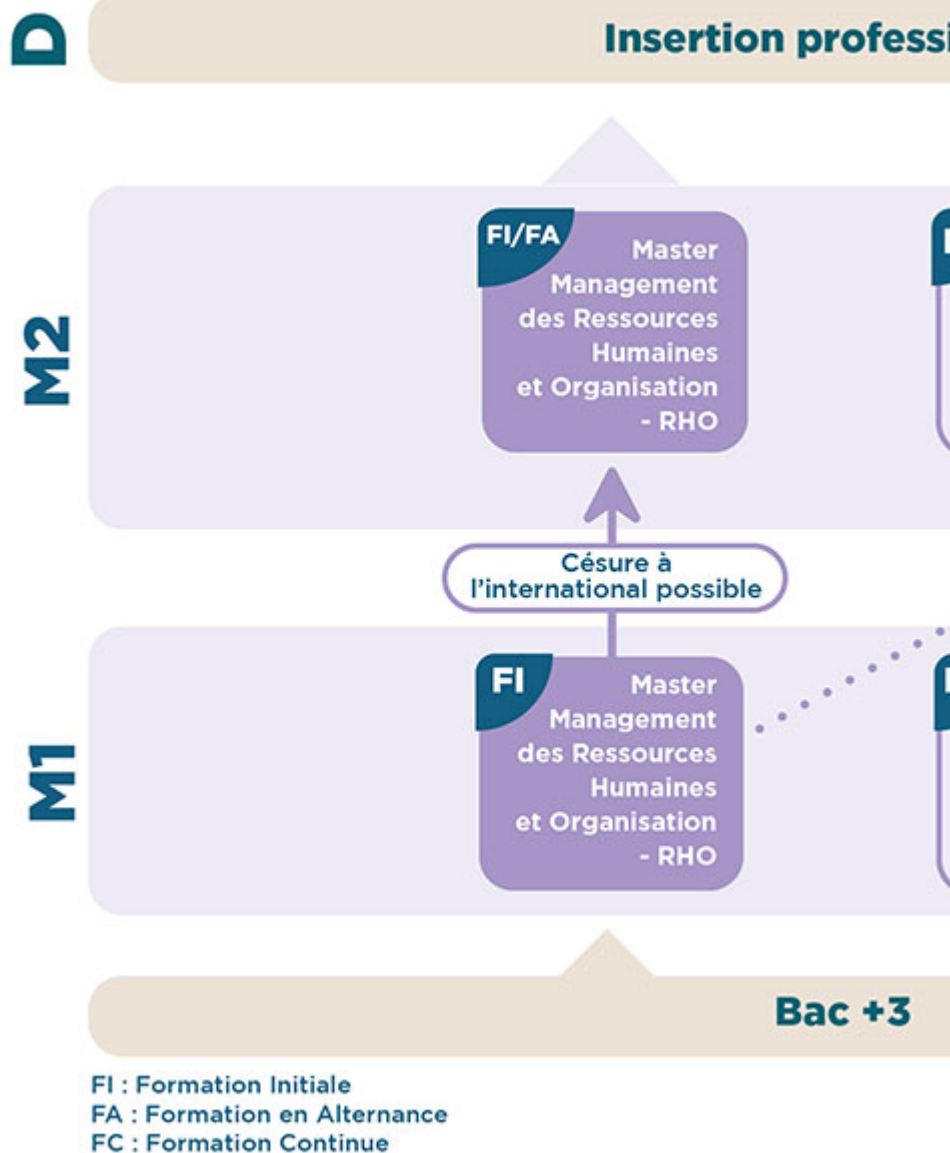 D
Insertion
M2
FI/FA
Master
Management
des Ressources
Humaines
et Organisation
- RHO
Césure à
l'international possible
M1
FI
Master
Management
des Ressources
Humaines
et Organisation
- RHO
Bac +3
FI : Formation Initiale
FA : Formation en Alternance
FC : Formation Continue